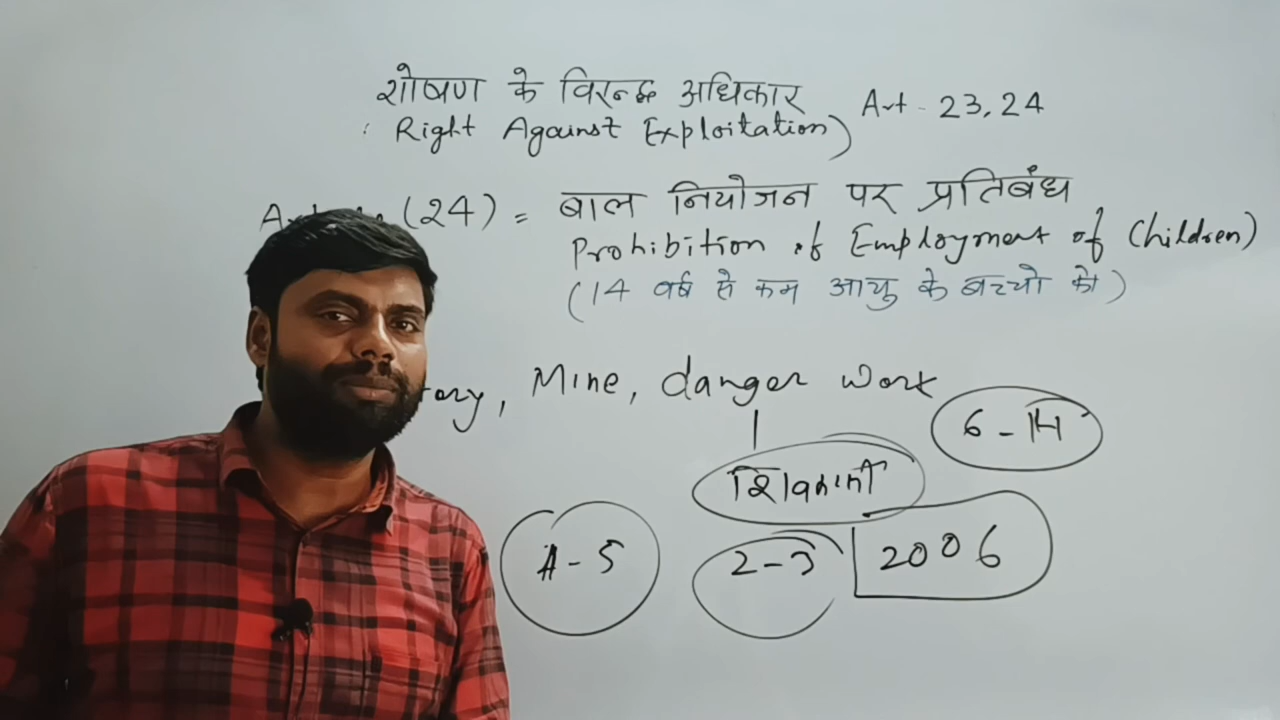 शोषण के विरुद्ध अधिकार Art - 23, 24
Right Against Exploitation)
(24) = बाल नियोजन पर प्रतिबंध
Prohibition of Employment of Children)
(14 वर्ष से कम आयु के बच्चो को)
tory, Mine, danger work
6 - 14
A - 5
2 - 3
2006